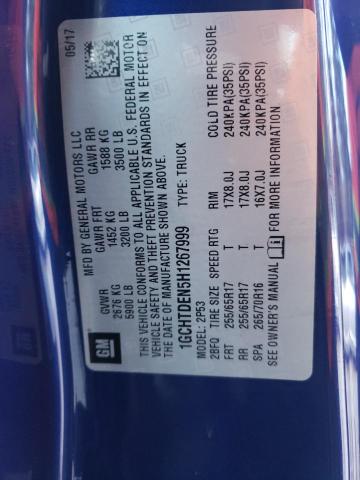 GM
MFD BY GENERAL MOTORS LLC
05/17
GVWR GAWR FRT GAWR RR
2676 KG 1452 KG 1588 KG
5900 LB 3200 LB 3500 LB
THIS VEHICLE CONFORMS TO ALL APPLICABLE U.S. FEDERAL MOTOR
VEHICLE SAFETY AND THEFT PREVENTION STANDARDS IN EFFECT ON
THE DATE OF MANUFACTURE SHOWN ABOVE.
1GCHTDEN5H1267999 TYPE: TRUCK
MODEL: 2P53
2BFQ TIRE SIZE SPEED RTG RIM COLD TIRE PRESSURE
FRT 255/65R17 T 17X8.0J 240KPA(35PSI)
RR 255/65R17 T 17X8.0J 240KPA(35PSI)
SPA 265/70R16 T 16X7.0J 240KPA(35PSI)
SEE OWNER'S MANUAL FOR MORE INFORMATION